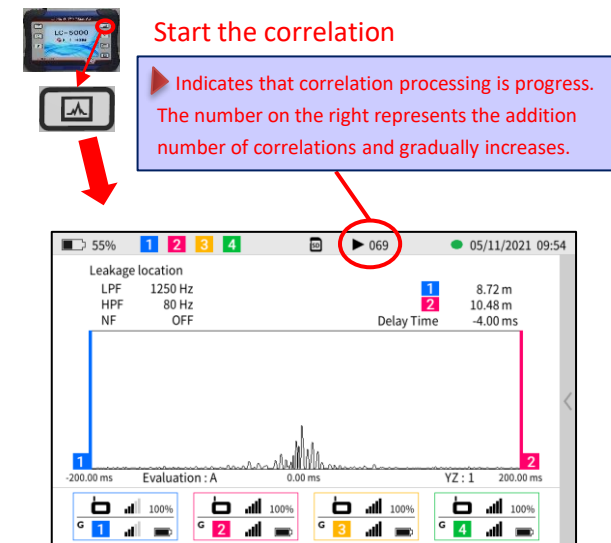 LC-5000
Start the correlation
▶ Indicates that correlation processing is progress.
The number on the right represents the addition
number of correlations and gradually increases.
55% 1 2 3 4 SD ▶ 069 05/11/2021 09:54
Leakage location
LPF 1250 Hz 1 8.72 m
HPF 80 Hz 2 10.48 m
NF OFF Delay Time -4.00 ms
1 2
-200.00 ms Evaluation : A 0.00 ms YZ : 1 200.00 ms
100% 100% 100% 100%
G 1 G 2 G 3 G 4